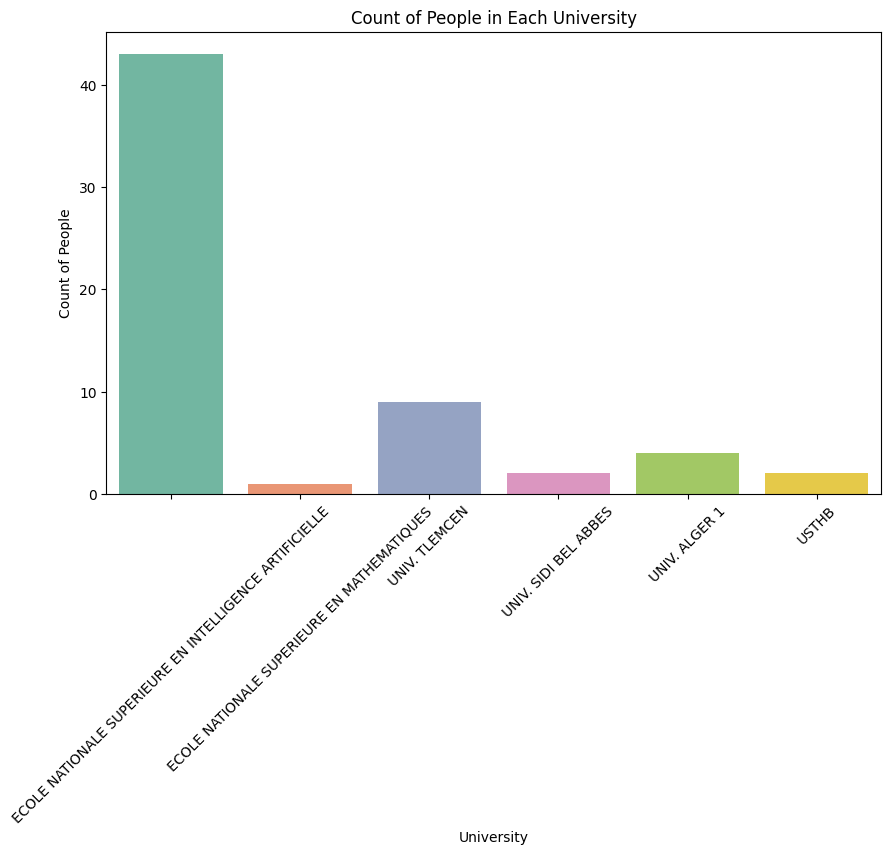 Count of People in Each University
Count of People
40
30
20
10
0
ECOLE NATIONALE SUPERIEURE EN INTELLIGENCE ARTIFICIELLE
ECOLE NATIONALE SUPERIEURE EN MATHEMATIQUES
UNIV. TLEMCEN
UNIV. SIDI BEL ABBES
UNIV. ALGER 1
USTHB
University